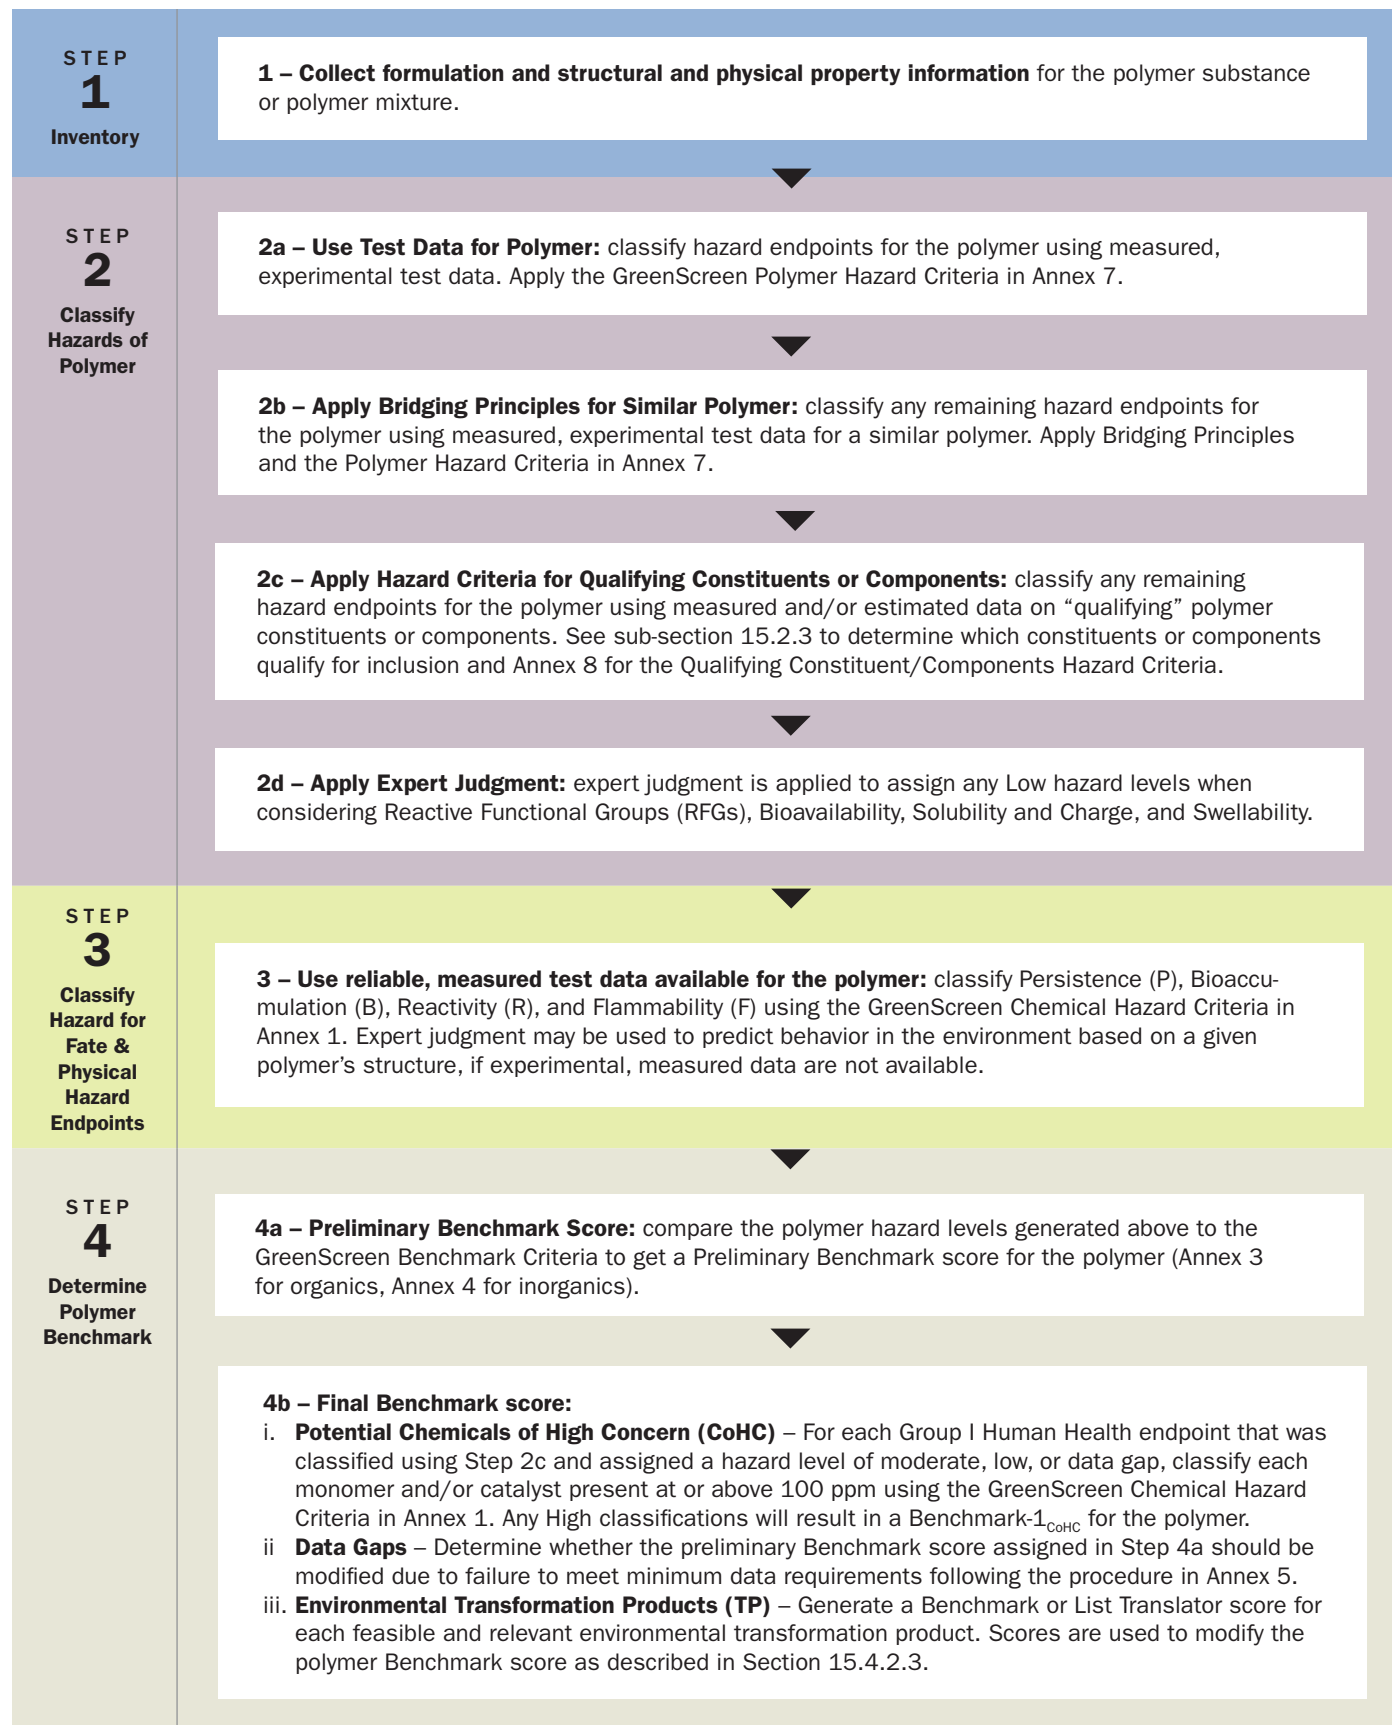 STEP
1
Inventory
1 – Collect formulation and structural and physical property information for the polymer substance
or polymer mixture.
STEP
2
Classify
Hazards of
Polymer
2a – Use Test Data for Polymer: classify hazard endpoints for the polymer using measured,
experimental test data. Apply the GreenScreen Polymer Hazard Criteria in Annex 7.
2b – Apply Bridging Principles for Similar Polymer: classify any remaining hazard endpoints for
the polymer using measured, experimental test data for a similar polymer. Apply Bridging Principles
and the Polymer Hazard Criteria in Annex 7.
2c – Apply Hazard Criteria for Qualifying Constituents or Components: classify any remaining
hazard endpoints for the polymer using measured and/or estimated data on “qualifying” polymer
constituents or components. See sub-section 15.2.3 to determine which constituents or components
qualify for inclusion and Annex 8 for the Qualifying Constituent/Components Hazard Criteria.
2d – Apply Expert Judgment: expert judgment is applied to assign any Low hazard levels when
considering Reactive Functional Groups (RFGs), Bioavailability, Solubility and Charge, and Swellability.
STEP
3
Classify
Hazard for
Fate &
Physical
Hazard
Endpoints
3 – Use reliable, measured test data available for the polymer: classify Persistence (P), Bioaccu-
mulation (B), Reactivity (R), and Flammability (F) using the GreenScreen Chemical Hazard Criteria in
Annex 1. Expert judgment may be used to predict behavior in the environment based on a given
polymer’s structure, if experimental, measured data are not available.
STEP
4
Determine
Polymer
Benchmark
4a – Preliminary Benchmark Score: compare the polymer hazard levels generated above to the
GreenScreen Benchmark Criteria to get a Preliminary Benchmark score for the polymer (Annex 3
for organics, Annex 4 for inorganics).
4b – Final Benchmark score:
i. Potential Chemicals of High Concern (CoHC) – For each Group I Human Health endpoint that was
classified using Step 2c and assigned a hazard level of moderate, low, or data gap, classify each
monomer and/or catalyst present at or above 100 ppm using the GreenScreen Chemical Hazard
Criteria in Annex 1. Any High classifications will result in a Benchmark-1CoHC for the polymer.
ii Data Gaps – Determine whether the preliminary Benchmark score assigned in Step 4a should be
modified due to failure to meet minimum data requirements following the procedure in Annex 5.
iii. Environmental Transformation Products (TP) – Generate a Benchmark or List Translator score for
each feasible and relevant environmental transformation product. Scores are used to modify the
polymer Benchmark score as described in Section 15.4.2.3.